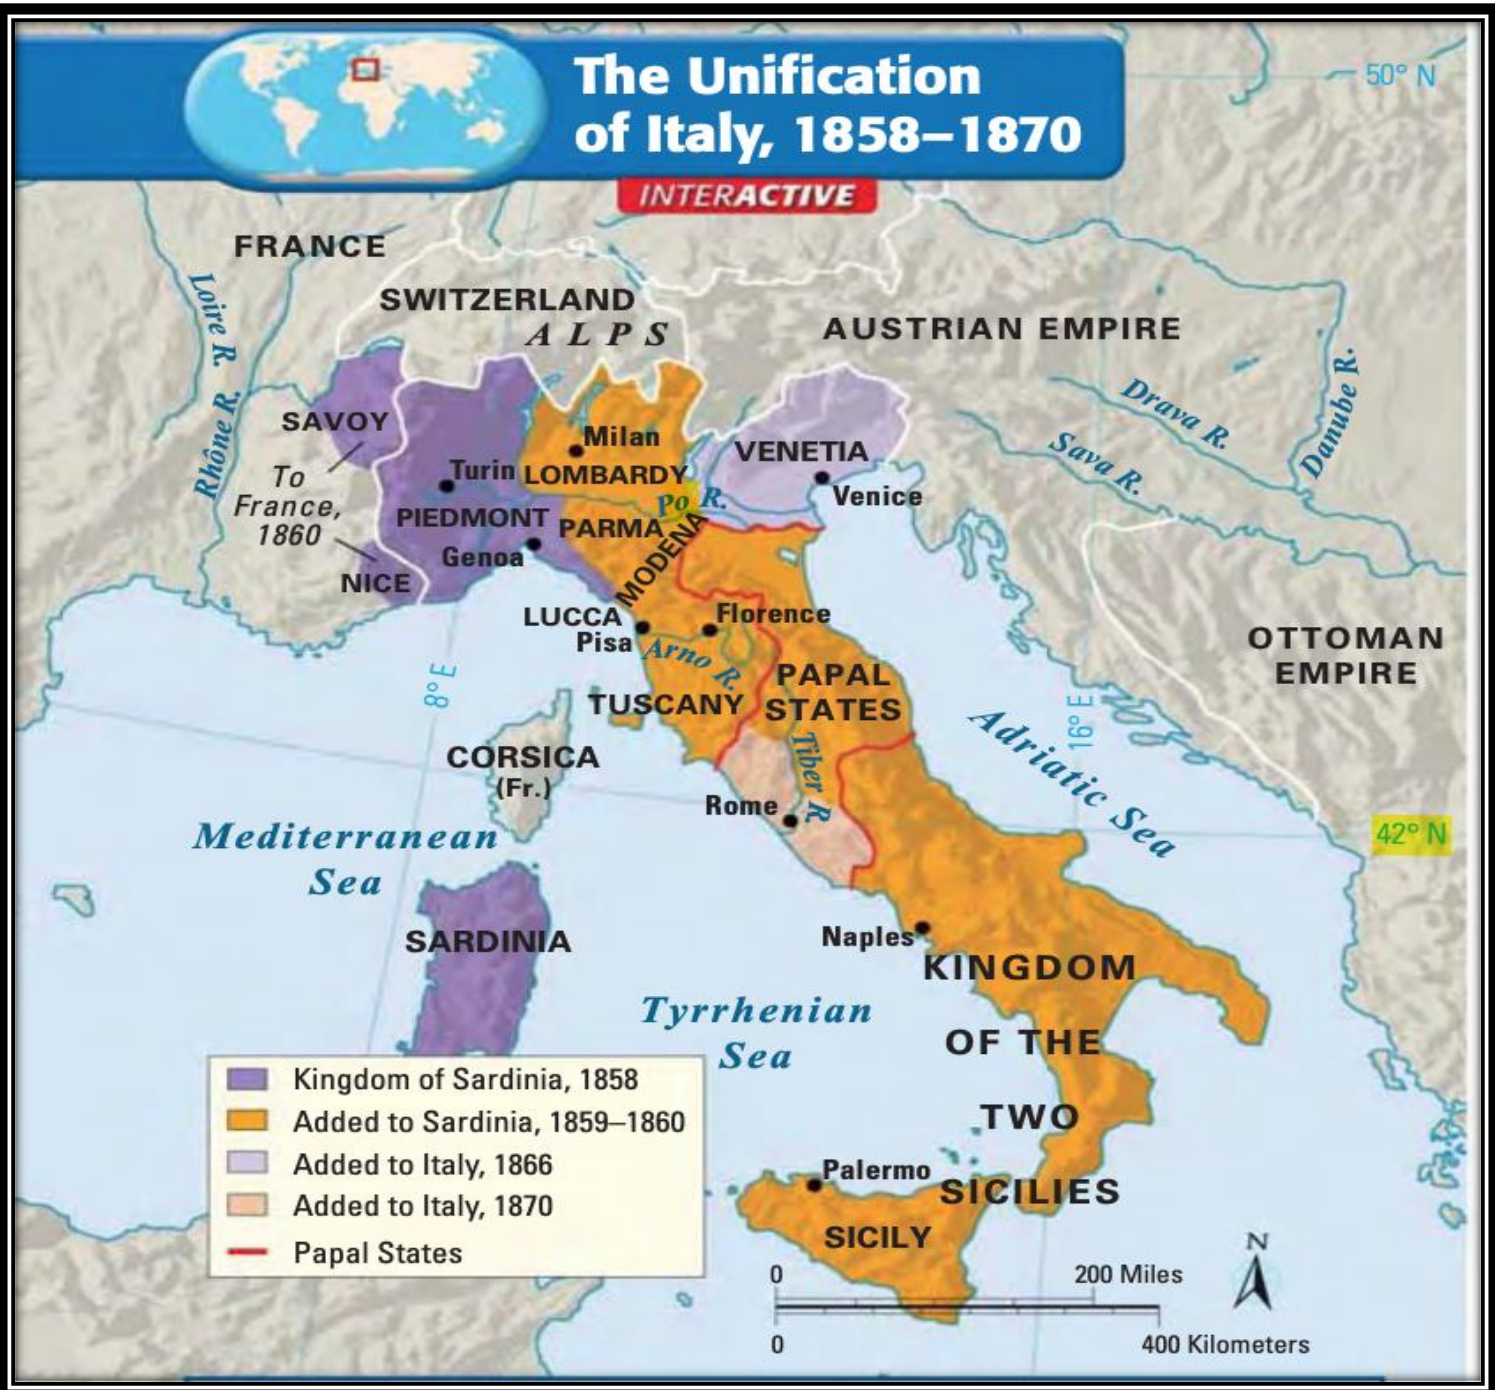 The Unification
of Italy, 1858–1870
INTERACTIVE
50° N
FRANCE
SWITZERLAND
ALPS
AUSTRIAN EMPIRE
Loire R.
Rhône R.
Drava R.
Danube R.
Sava R.
SAVOY
To
France,
1860
NICE
Milan
LOMBARDY
Turin
PIEDMONT
Genoa
VENETIA
Venice
Po R.
PARMA
MODENA
LUCCA
Pisa
Florence
Arno R.
TUSCANY
PAPAL
STATES
Tiber R.
OTTOMAN
EMPIRE
8° E
16° E
Adriatic Sea
CORSICA
(Fr.)
Rome
42° N
Mediterranean
Sea
SARDINIA
Naples
KINGDOM
OF THE
TWO
SICILIES
Tyrrhenian
Sea
Palermo
SICILY
Kingdom of Sardinia, 1858
Added to Sardinia, 1859–1860
Added to Italy, 1866
Added to Italy, 1870
Papal States
N
0
200 Miles
0
400 Kilometers